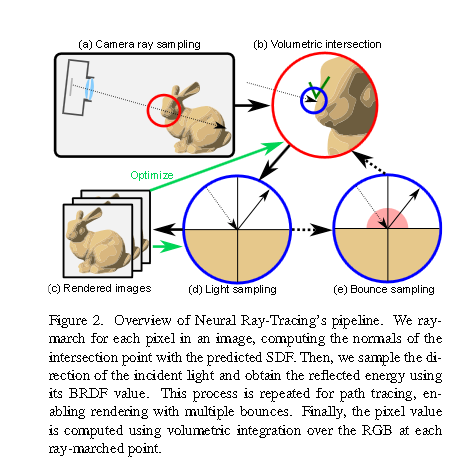 (a) Camera ray sampling
(b) Volumetric intersection
Optimize
(c) Rendered images
(d) Light sampling
(e) Bounce sampling
Figure 2. Overview of Neural Ray-Tracing's pipeline. We ray-
march for each pixel in an image, computing the normals of the
intersection point with the predicted SDF. Then, we sample the di-
rection of the incident light and obtain the reflected energy using
its BRDF value. This process is repeated for path tracing, en-
abling rendering with multiple bounces. Finally, the pixel value
is computed using volumetric integration over the RGB at each
ray-marched point.